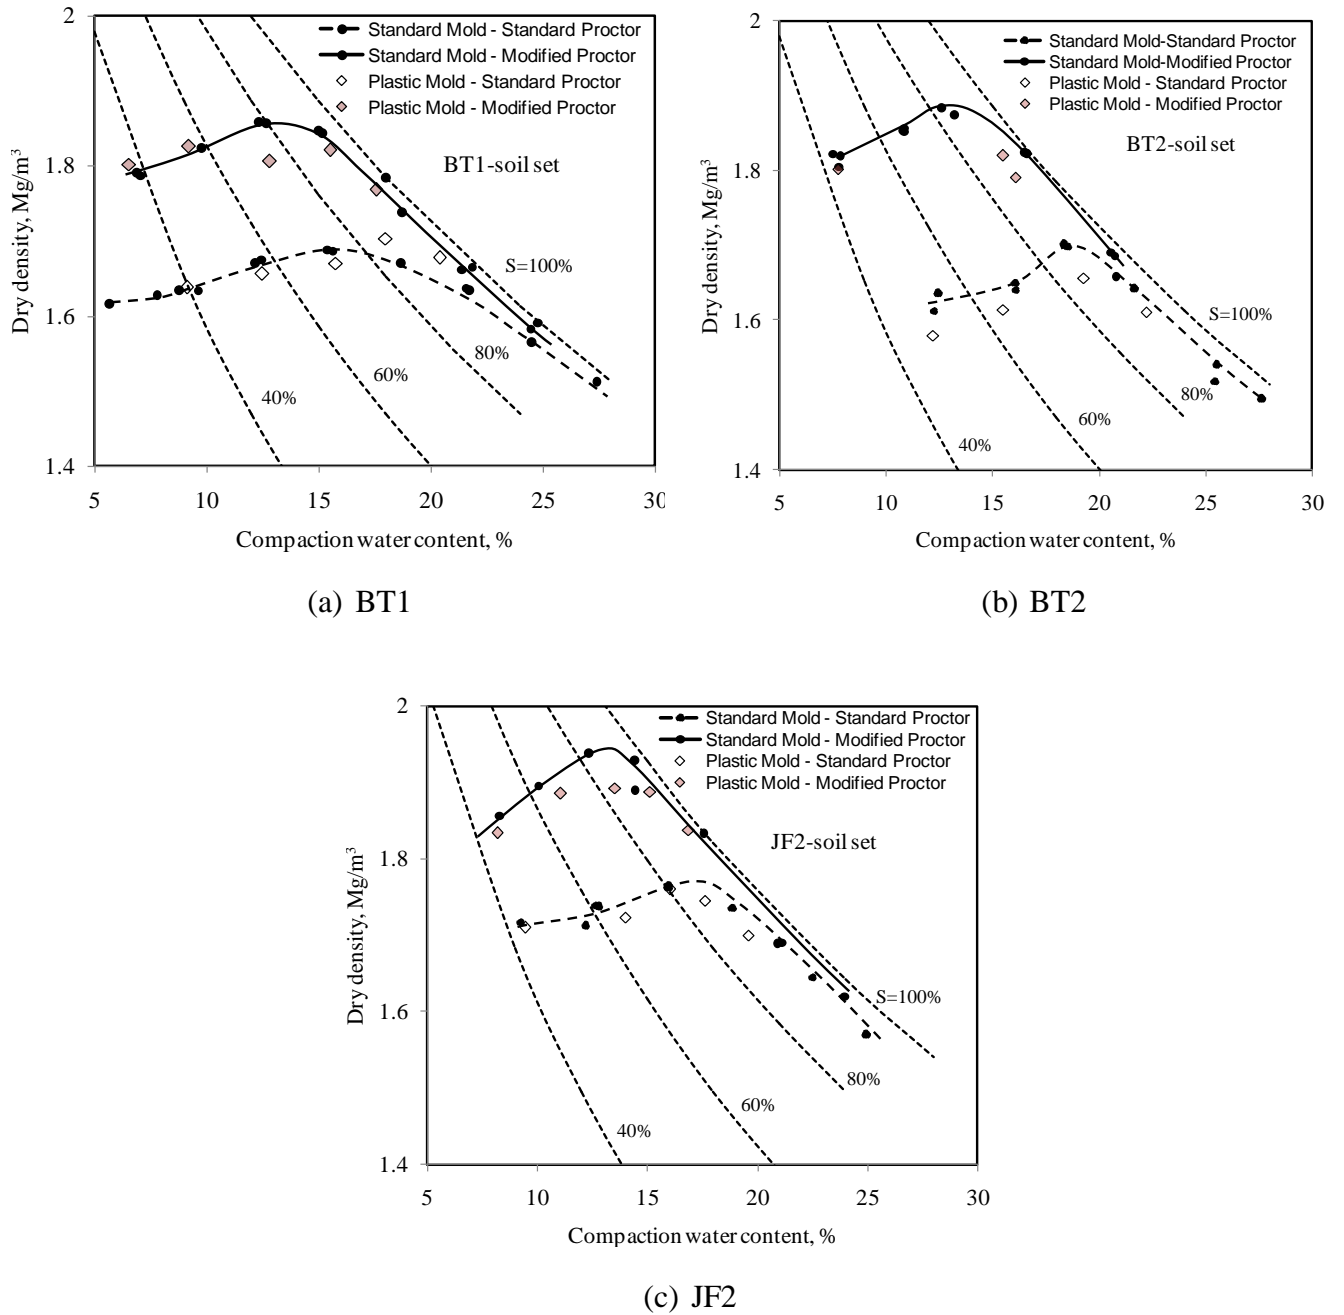 2
Standard Mold - Standard Proctor
Standard Mold - Modified Proctor
Plastic Mold - Standard Proctor
Plastic Mold - Modified Proctor
BT1-soil set
1.8
Dry density, Mg/m³
S=100%
1.6
80%
60%
40%
1.4
5 10 15 20 25 30
Compaction water content, %
(a) BT1
2
Standard Mold-Standard Proctor
Standard Mold-Modified Proctor
Plastic Mold - Standard Proctor
Plastic Mold - Modified Proctor
BT2-soil set
1.8
Dry density, Mg/m³
S=100%
1.6
80%
60%
40%
1.4
5 10 15 20 25 30
Compaction water content, %
(b) BT2
2
Standard Mold - Standard Proctor
Standard Mold - Modified Proctor
Plastic Mold - Standard Proctor
Plastic Mold - Modified Proctor
JF2-soil set
1.8
Dry density, Mg/m³
S=100%
1.6
80%
60%
40%
1.4
5 10 15 20 25 30
Compaction water content, %
(c) JF2